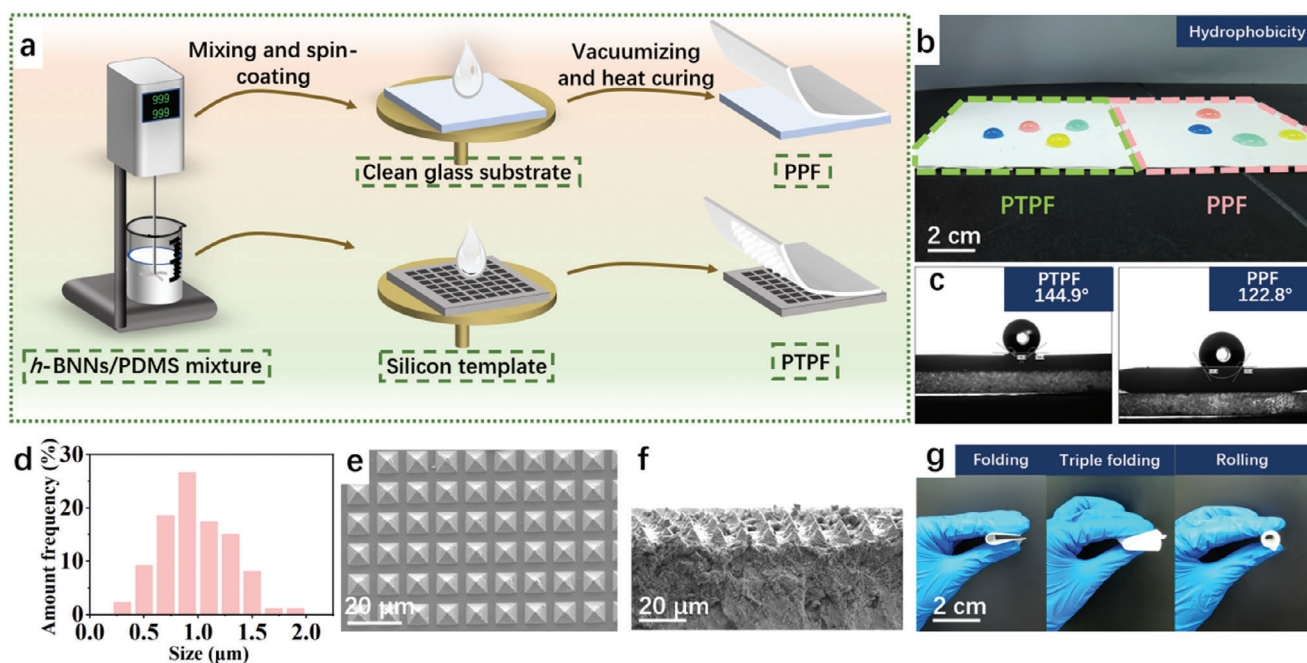 a
Mixing and spin-
coating
Vacuumizing
and heat curing
999
999
Clean glass substrate
PPF
h-BNNs/PDMS mixture
Silicon template
PTPF
b
Hydrophobicity
PTPF
PPF
2 cm
c
PTPF
144.9°
PPF
122.8°
d
Amount frequency (%)
30
20
10
0
0.0
0.5
1.0
1.5
2.0
Size (μm)
e
20 μm
f
20 μm
g
Folding
Triple folding
Rolling
2 cm